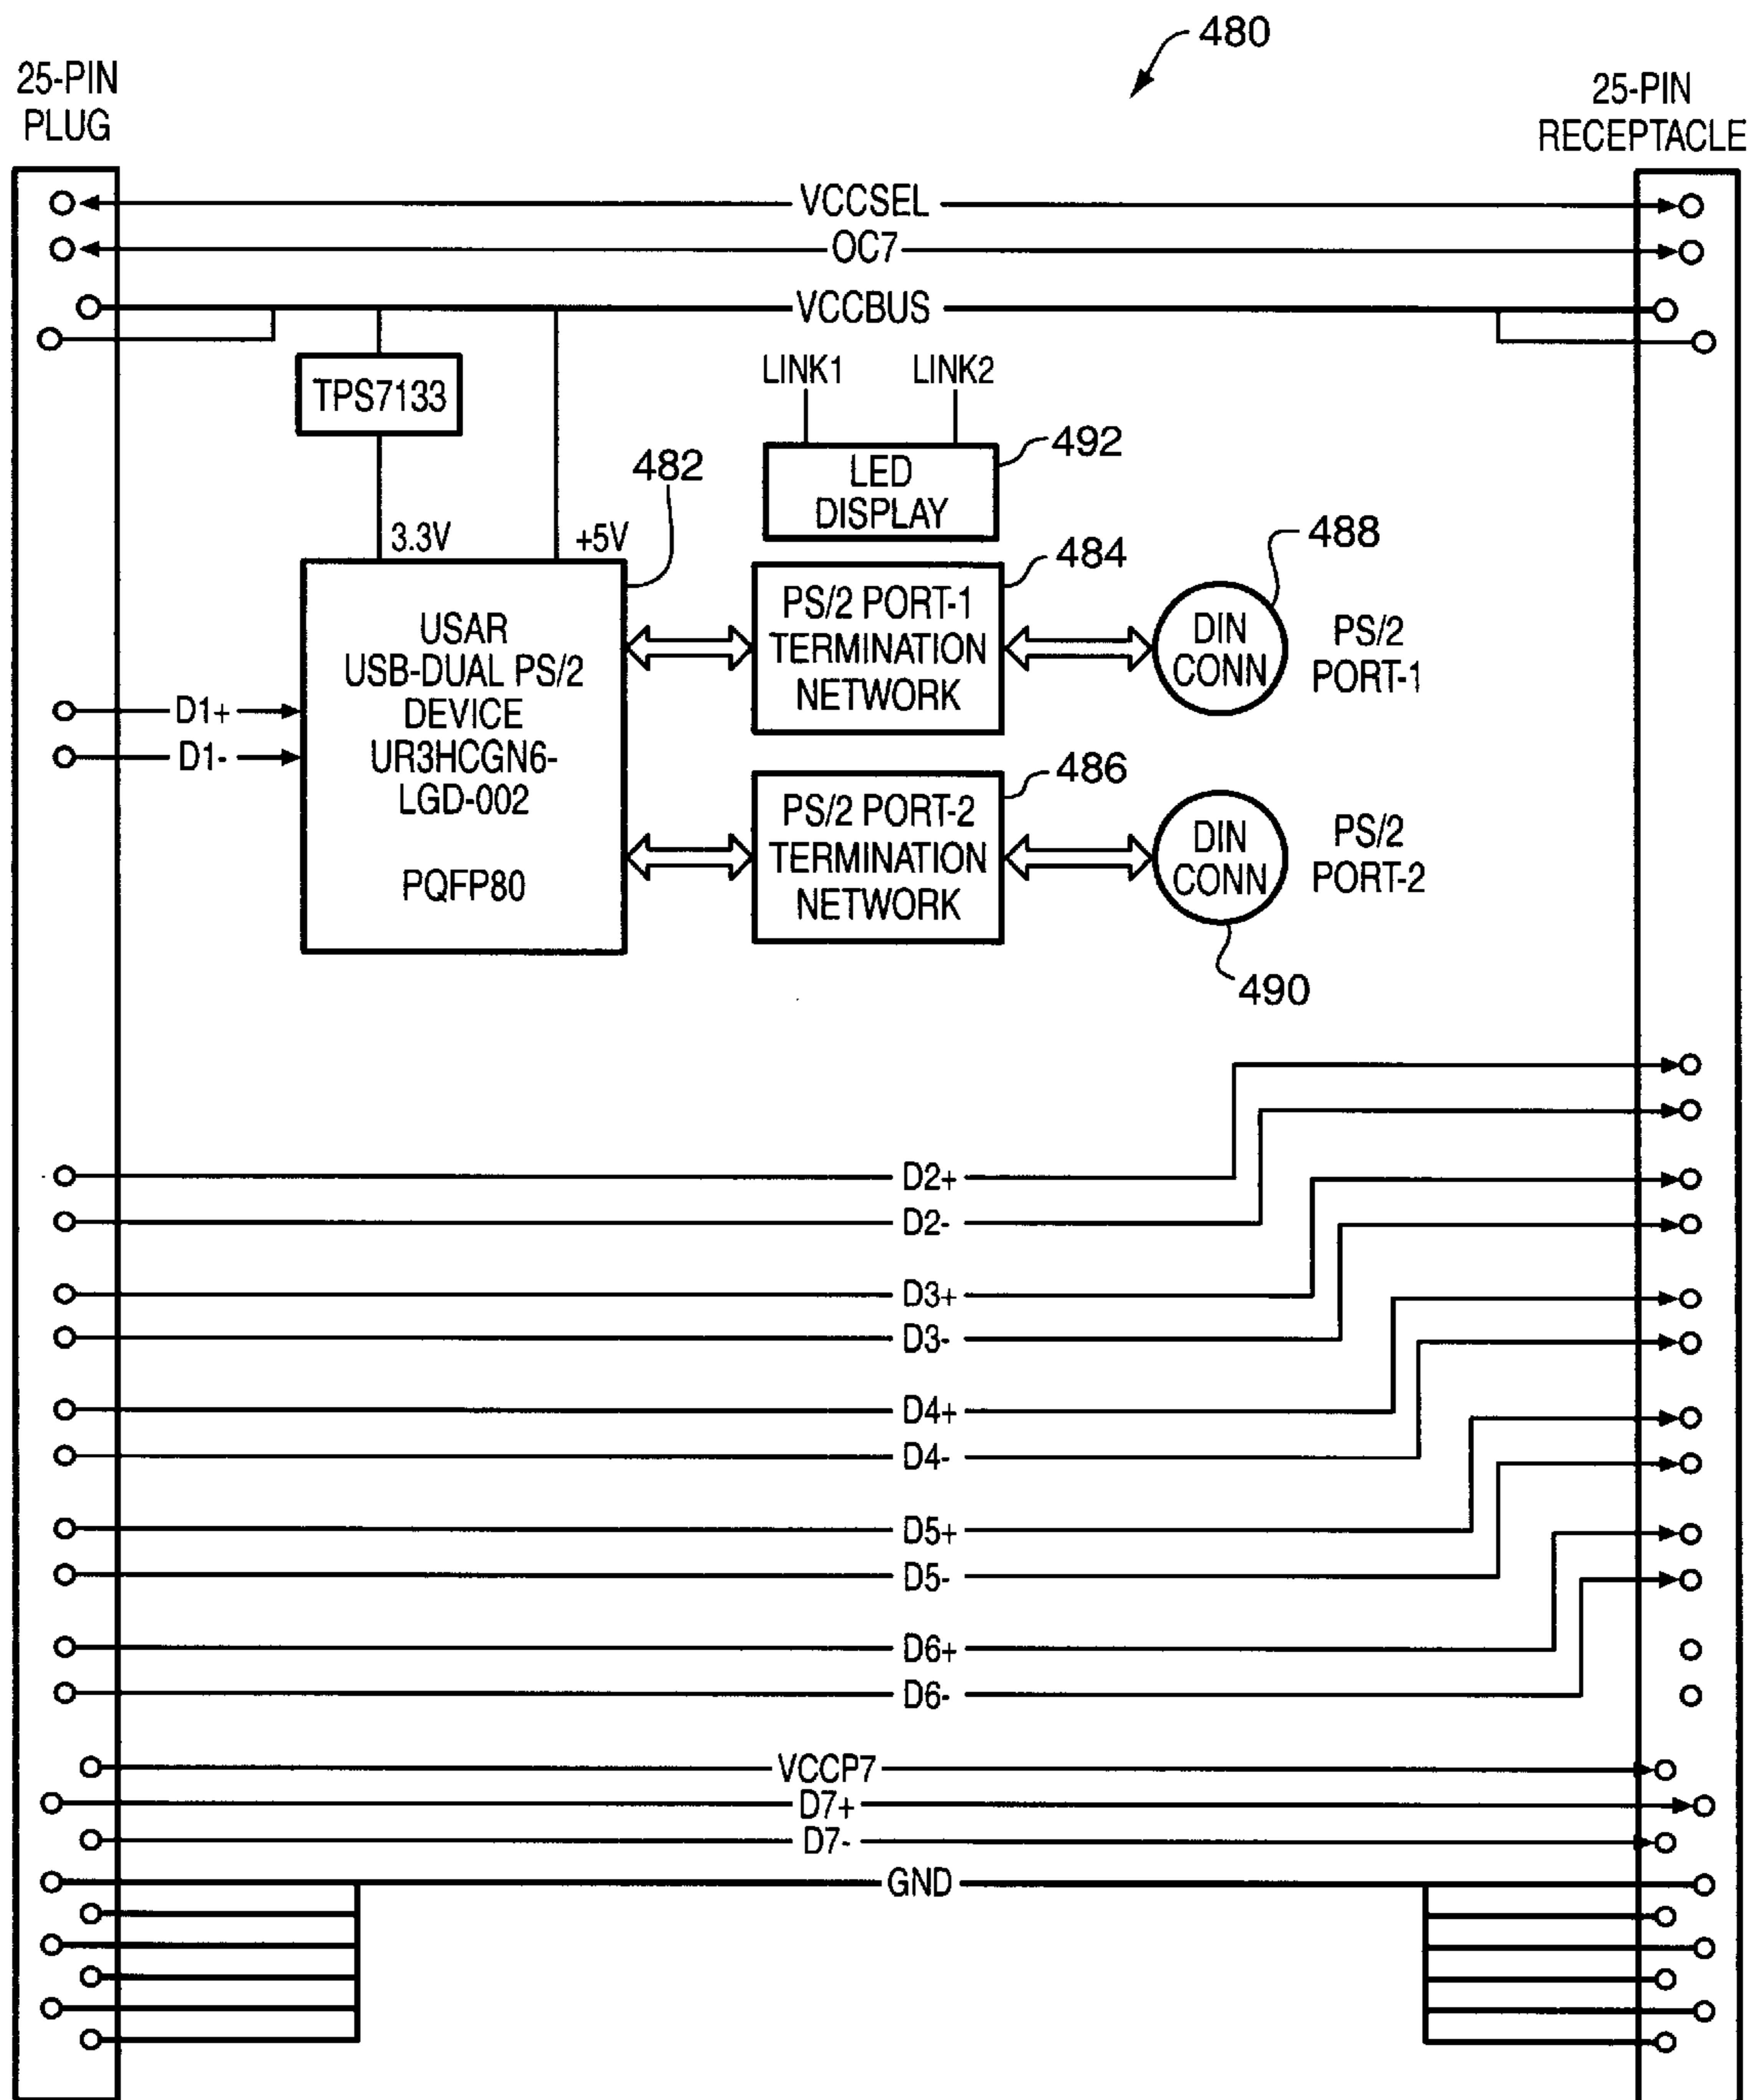 480
25-PIN
PLUG
25-PIN
RECEPTACLE
VCCSEL
OC7
VCCBUS
TPS7133
LINK1 LINK2
LED
DISPLAY
492
482
3.3V +5V
USAR
USB-DUAL PS/2
DEVICE
UR3HCGN6-
LGD-002
PQFP80
D1+
D1-
PS/2 PORT-1
TERMINATION
NETWORK
484
DIN
CONN
488
PS/2
PORT-1
PS/2 PORT-2
TERMINATION
NETWORK
486
DIN
CONN
490
PS/2
PORT-2
D2+
D2-
D3+
D3-
D4+
D4-
D5+
D5-
D6+
D6-
VCCP7
D7+
D7-
GND